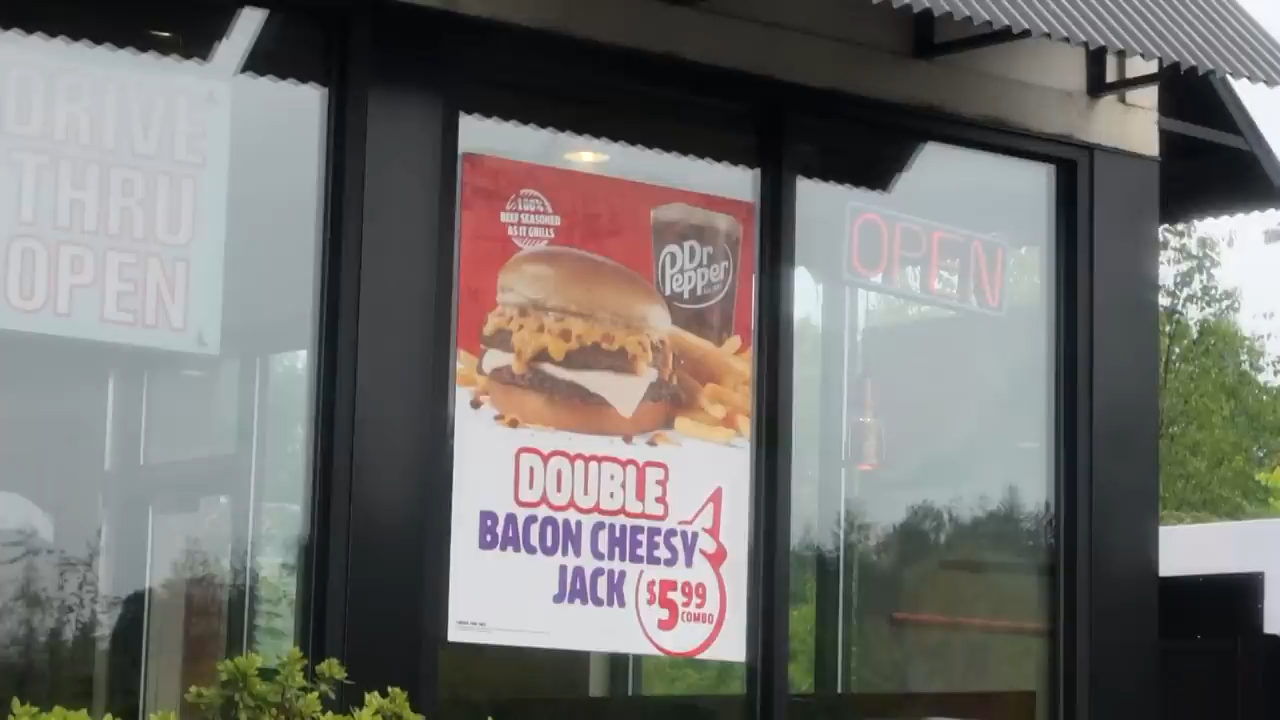 DRIVE
THRU
OPEN
100%
BEEF SEASONED
AS IT GRILLS
Dr
Pepper
OPEN
DOUBLE
BACON CHEESY
JACK
$5.99
COMBO